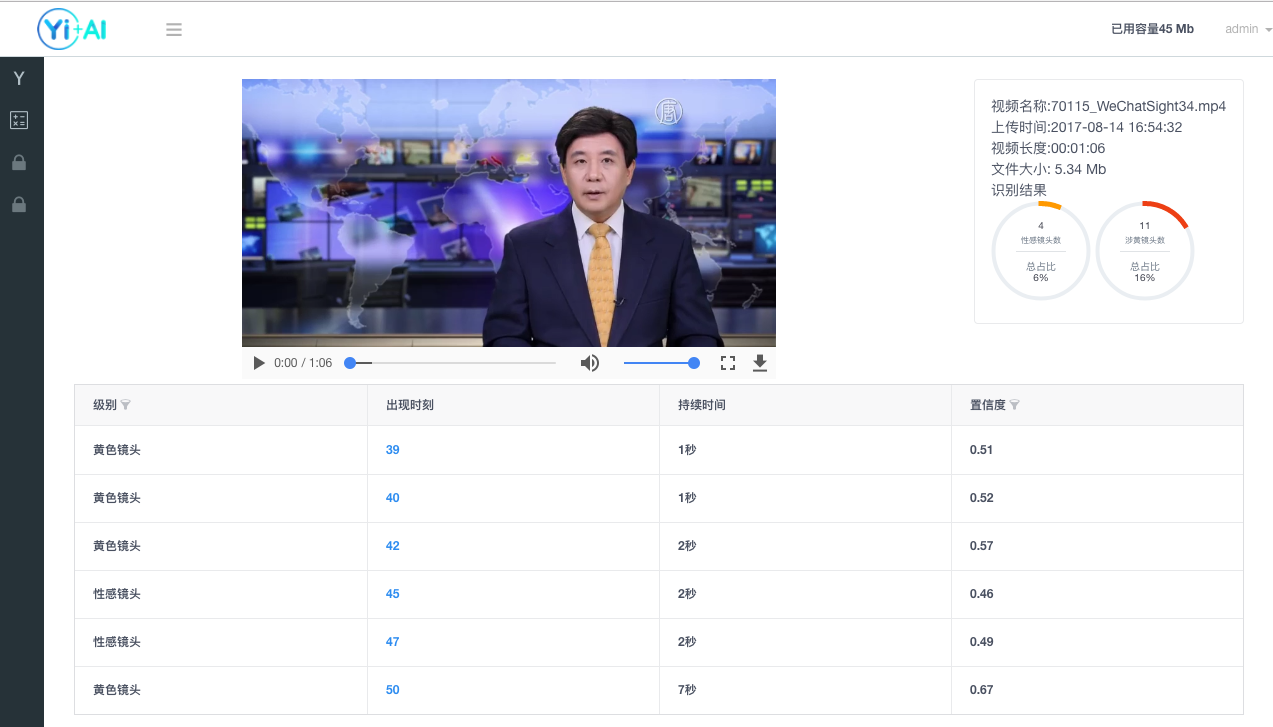 Yi+AI
已用容量45 Mb
admin
Y
唐
视频名称:70115_WeChatSight34.mp4
上传时间:2017-08-14 16:54:32
视频长度:00:01:06
文件大小: 5.34 Mb
识别结果
4
性感镜头数
总占比
6%
11
涉黄镜头数
总占比
16%
0:00 / 1:06
级别 出现时刻 持续时间 置信度
黄色镜头 39 1秒 0.51
黄色镜头 40 1秒 0.52
黄色镜头 42 2秒 0.57
性感镜头 45 2秒 0.46
性感镜头 47 2秒 0.49
黄色镜头 50 7秒 0.67